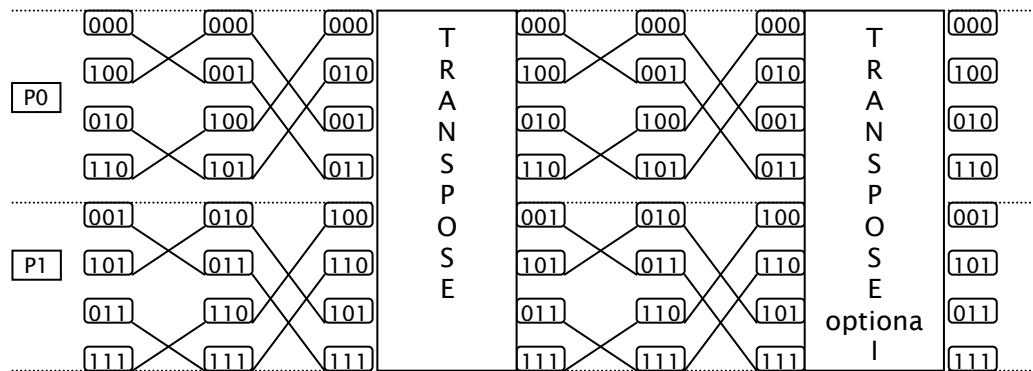 000 000 000 000 000 000 000
100 001 010 100 001 010 100
P0
010 100 001 010 100 001 010
110 101 011 110 101 011 110
001 010 100 001 010 100 001
P1
101 011 110 101 011 110 101
011 110 101 011 110 101 011
111 111 111 111 111 111 111
TRANSPOSE
TRANSPOSE
optiona
l